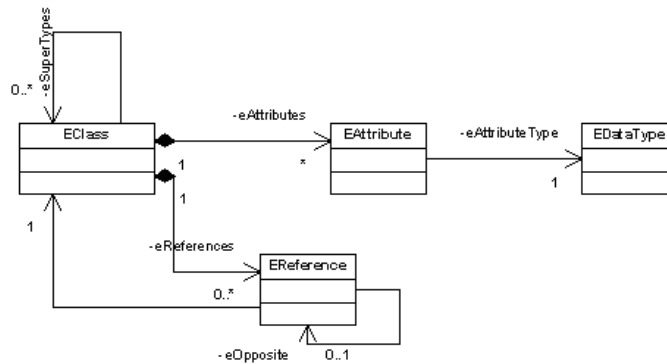 -eSuperTypes
0..*
EClass
-eAttributes
EAttribute
-eAttributeType
EDataType
1
*
1
1
1
-eReferences
EReference
0..*
-eOpposite
0..1